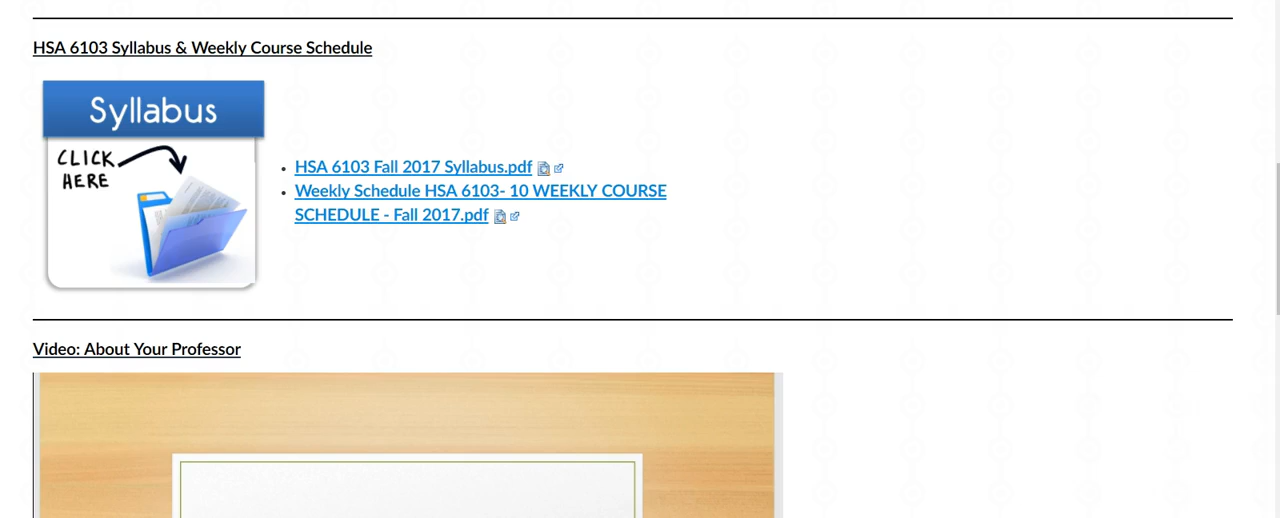 HSA 6103 Syllabus & Weekly Course Schedule
Syllabus
CLICK
HERE
HSA 6103 Fall 2017 Syllabus.pdf
Weekly Schedule HSA 6103- 10 WEEKLY COURSE
SCHEDULE - Fall 2017.pdf
Video: About Your Professor